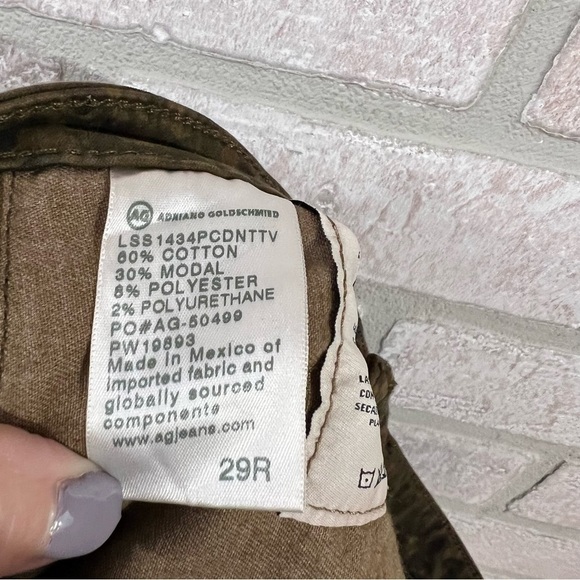 AG ADRIANO GOLDSCHMIED
LSS1434PCDNTTV
60% COTTON
30% MODAL
8% POLYESTER
2% POLYURETHANE
PO#AG-50499
PW19893
Made in Mexico of
imported fabric and
globally sourced
components
www.agjeans.com
29R